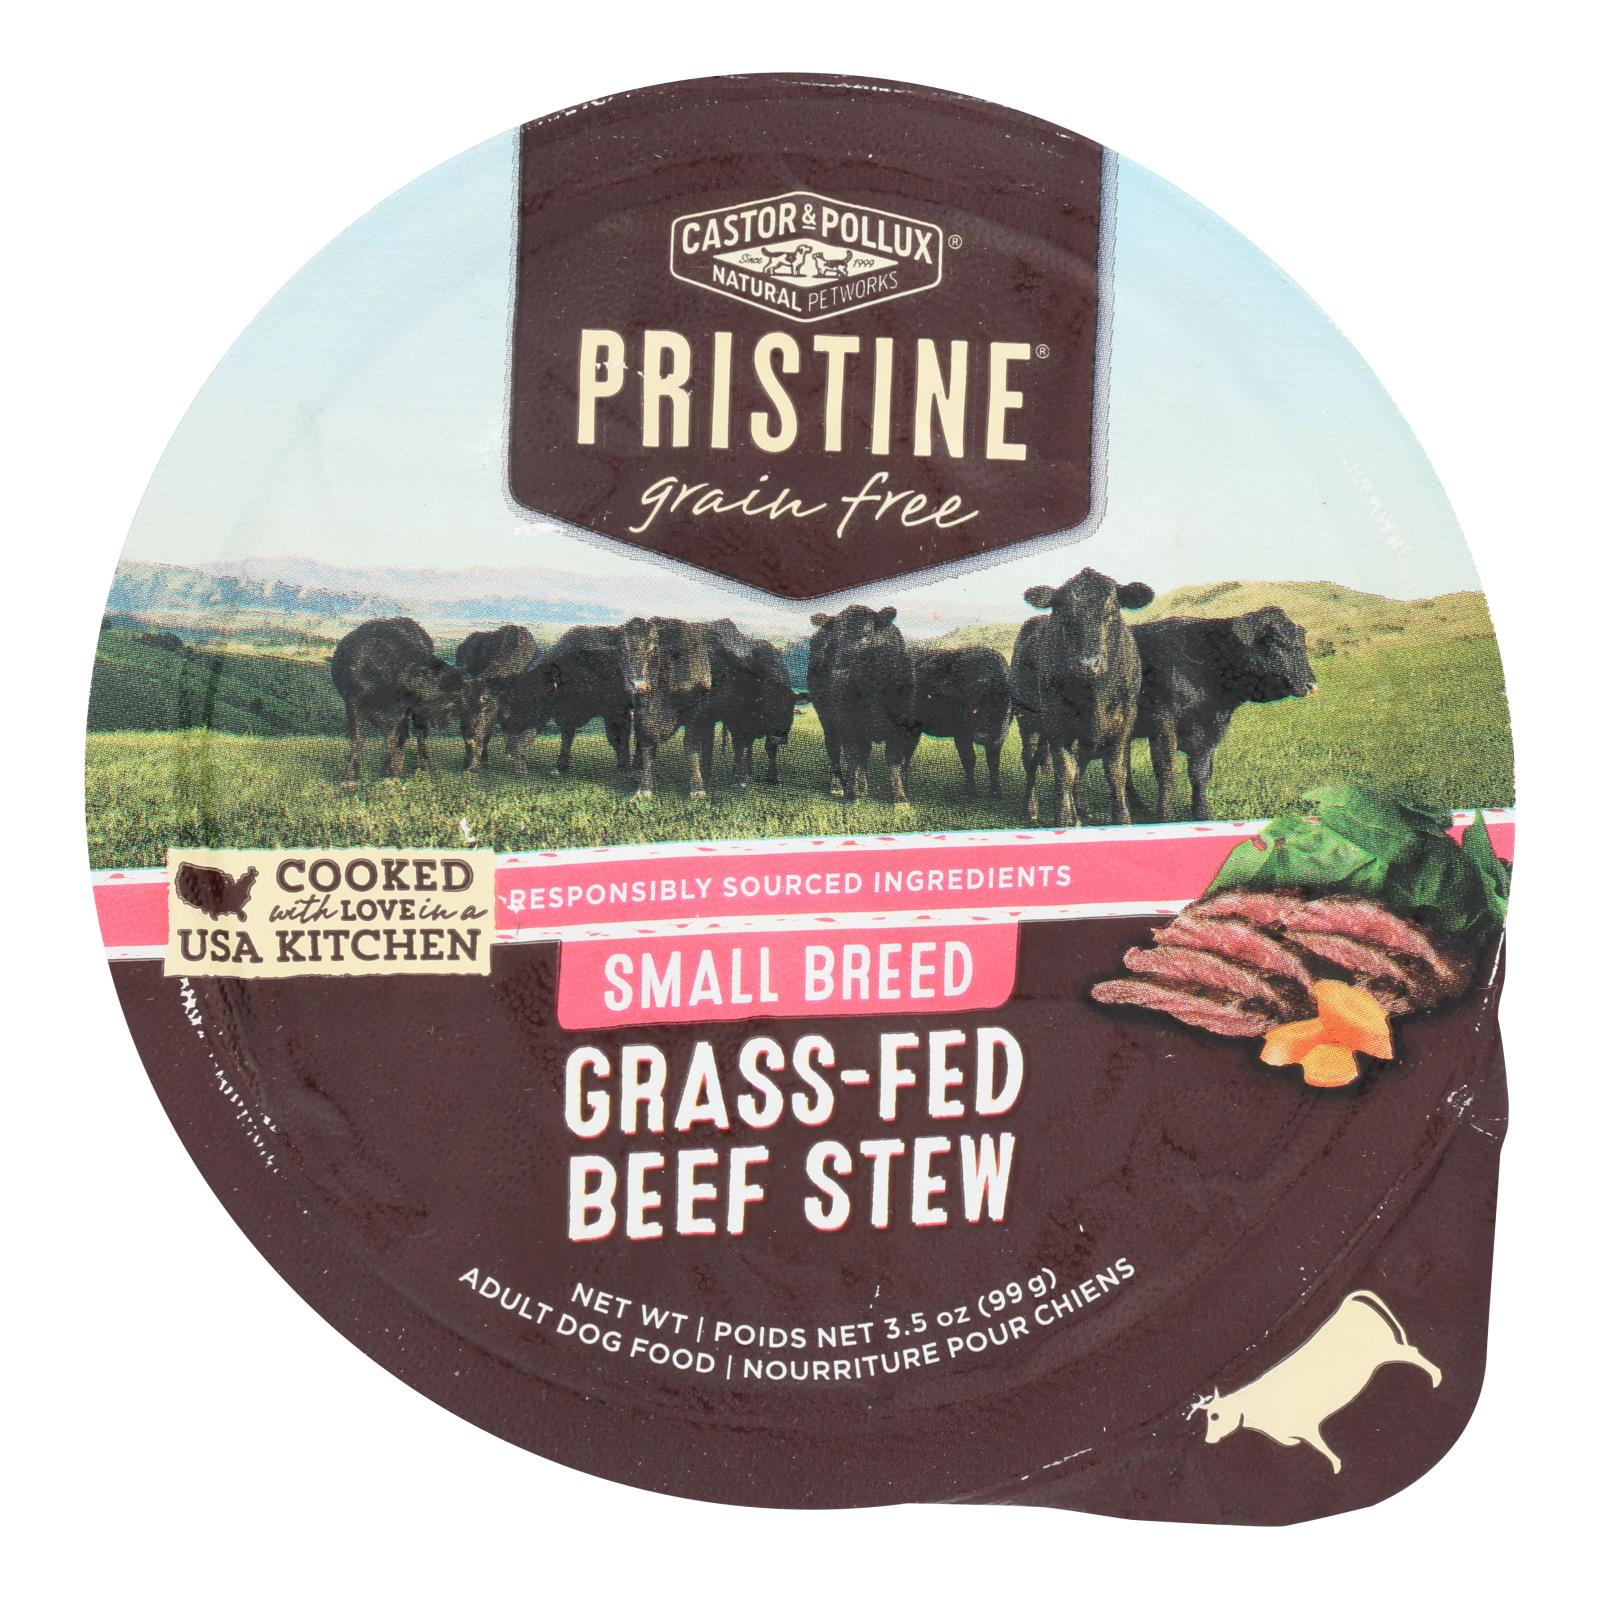 CASTOR & POLLUX®
Since 1999
NATURAL PETWORKS
PRISTINE®
grain free
COOKED
with LOVE in a
USA KITCHEN
RESPONSIBLY SOURCED INGREDIENTS
SMALL BREED
GRASS-FED
BEEF STEW
NET WT | POIDS NET 3.5 oz (99 g)
ADULT DOG FOOD | NOURRITURE POUR CHIENS